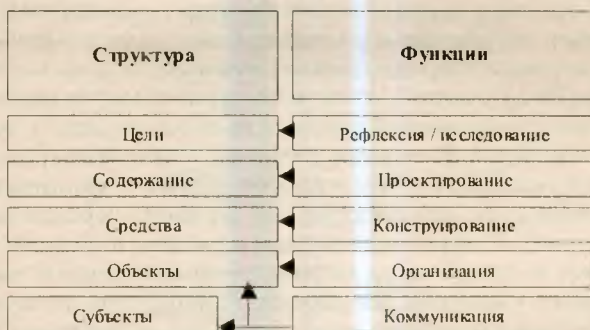 Структура Функции
Цели Рефлексия / исследование
Содержание Проектирование
Средства Конструирование
Объекты Организация
Субъекты Коммуникация